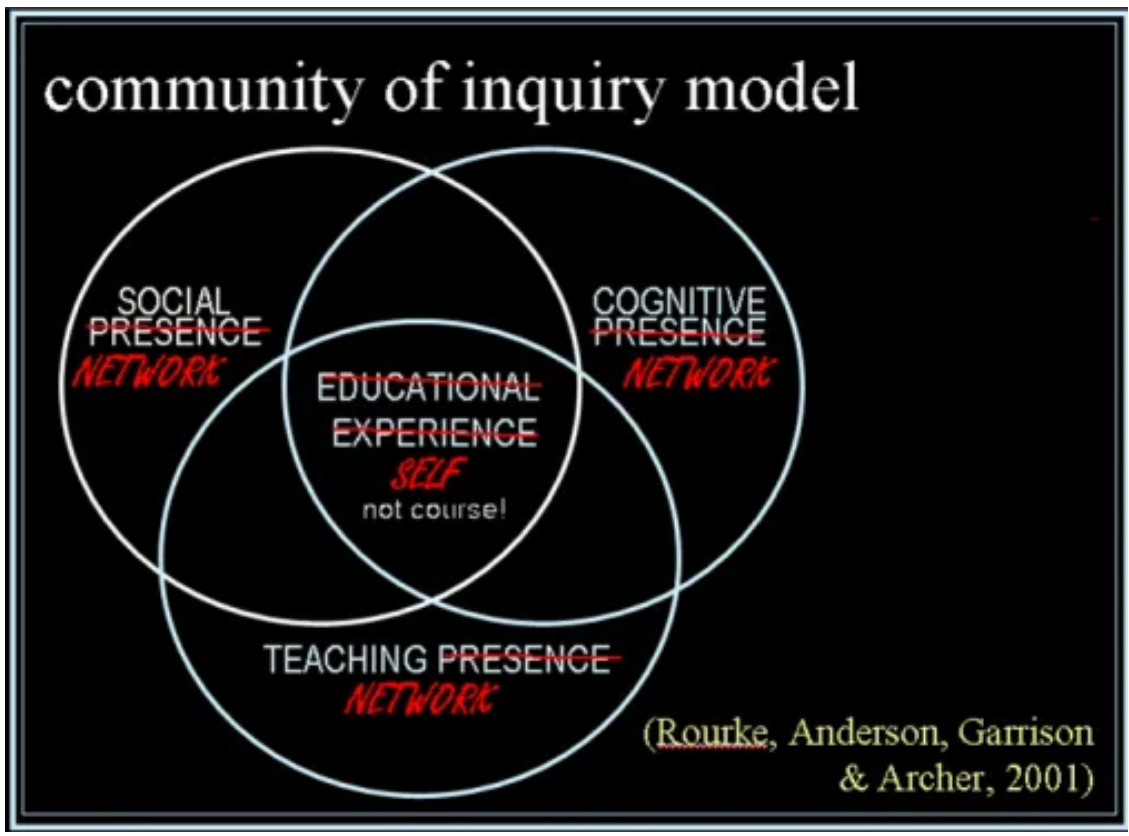 community of inquiry model
SOCIAL
PRESENCE
NETWORK
COGNITIVE
PRESENCE
NETWORK
EDUCATIONAL
EXPERIENCE
SELF
not course!
TEACHING PRESENCE
NETWORK
(Rourke, Anderson, Garrison
& Archer, 2001)